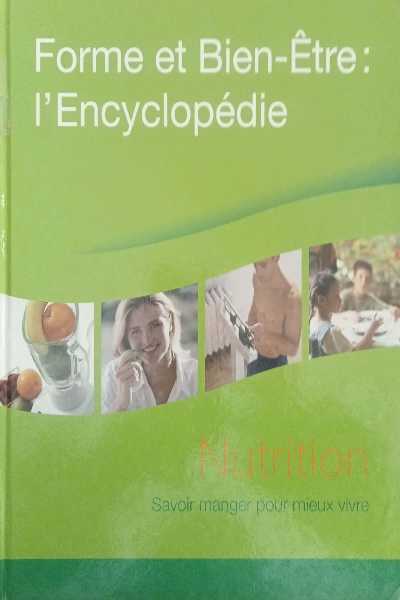 Forme et Bien-Être :
l'Encyclopédie
Nutrition
Savoir manger pour mieux vivre